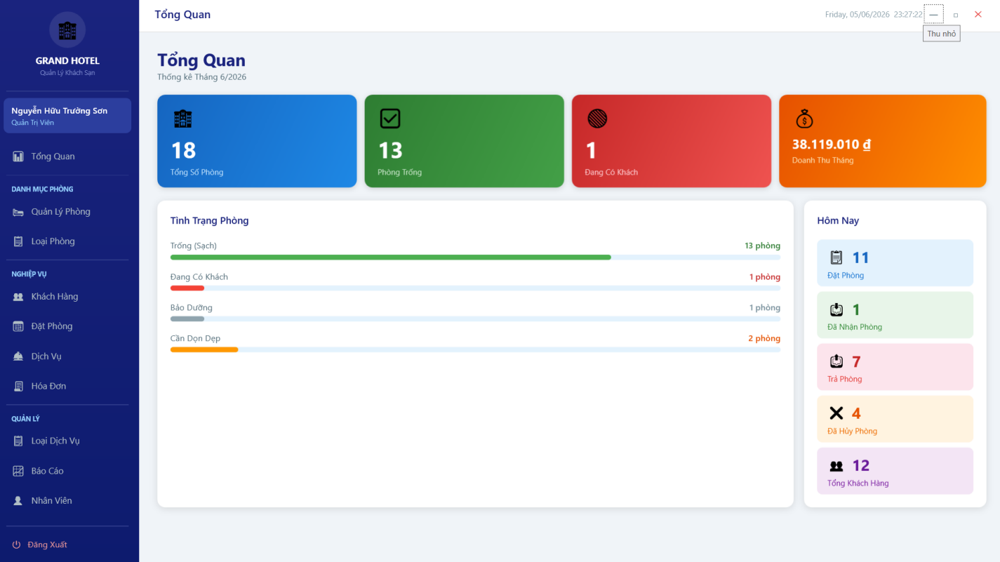 GRAND HOTEL
Quản Lý Khách Sạn
Nguyễn Hữu Trường Sơn
Quản Trị Viên
Tổng Quan
DANH MỤC PHÒNG
Quản Lý Phòng
Loại Phòng
NGHIỆP VỤ
Khách Hàng
Đặt Phòng
Dịch Vụ
Hóa Đơn
QUẢN LÝ
Loại Dịch Vụ
Báo Cáo
Nhân Viên
Đăng Xuất
Tổng Quan
Friday, 05/06/2026 23:27:22
Thu nhỏ
Tổng Quan
Thống kê Tháng 6/2026
18
Tổng Số Phòng
13
Phòng Trống
1
Đang Có Khách
38.119.010 ₫
Doanh Thu Tháng
Tình Trạng Phòng
Trống (Sạch) 13 phòng
Đang Có Khách 1 phòng
Bảo Dưỡng 1 phòng
Cần Dọn Dẹp 2 phòng
Hôm Nay
11
Đặt Phòng
1
Đã Nhận Phòng
7
Trả Phòng
4
Đã Hủy Phòng
12
Tổng Khách Hàng